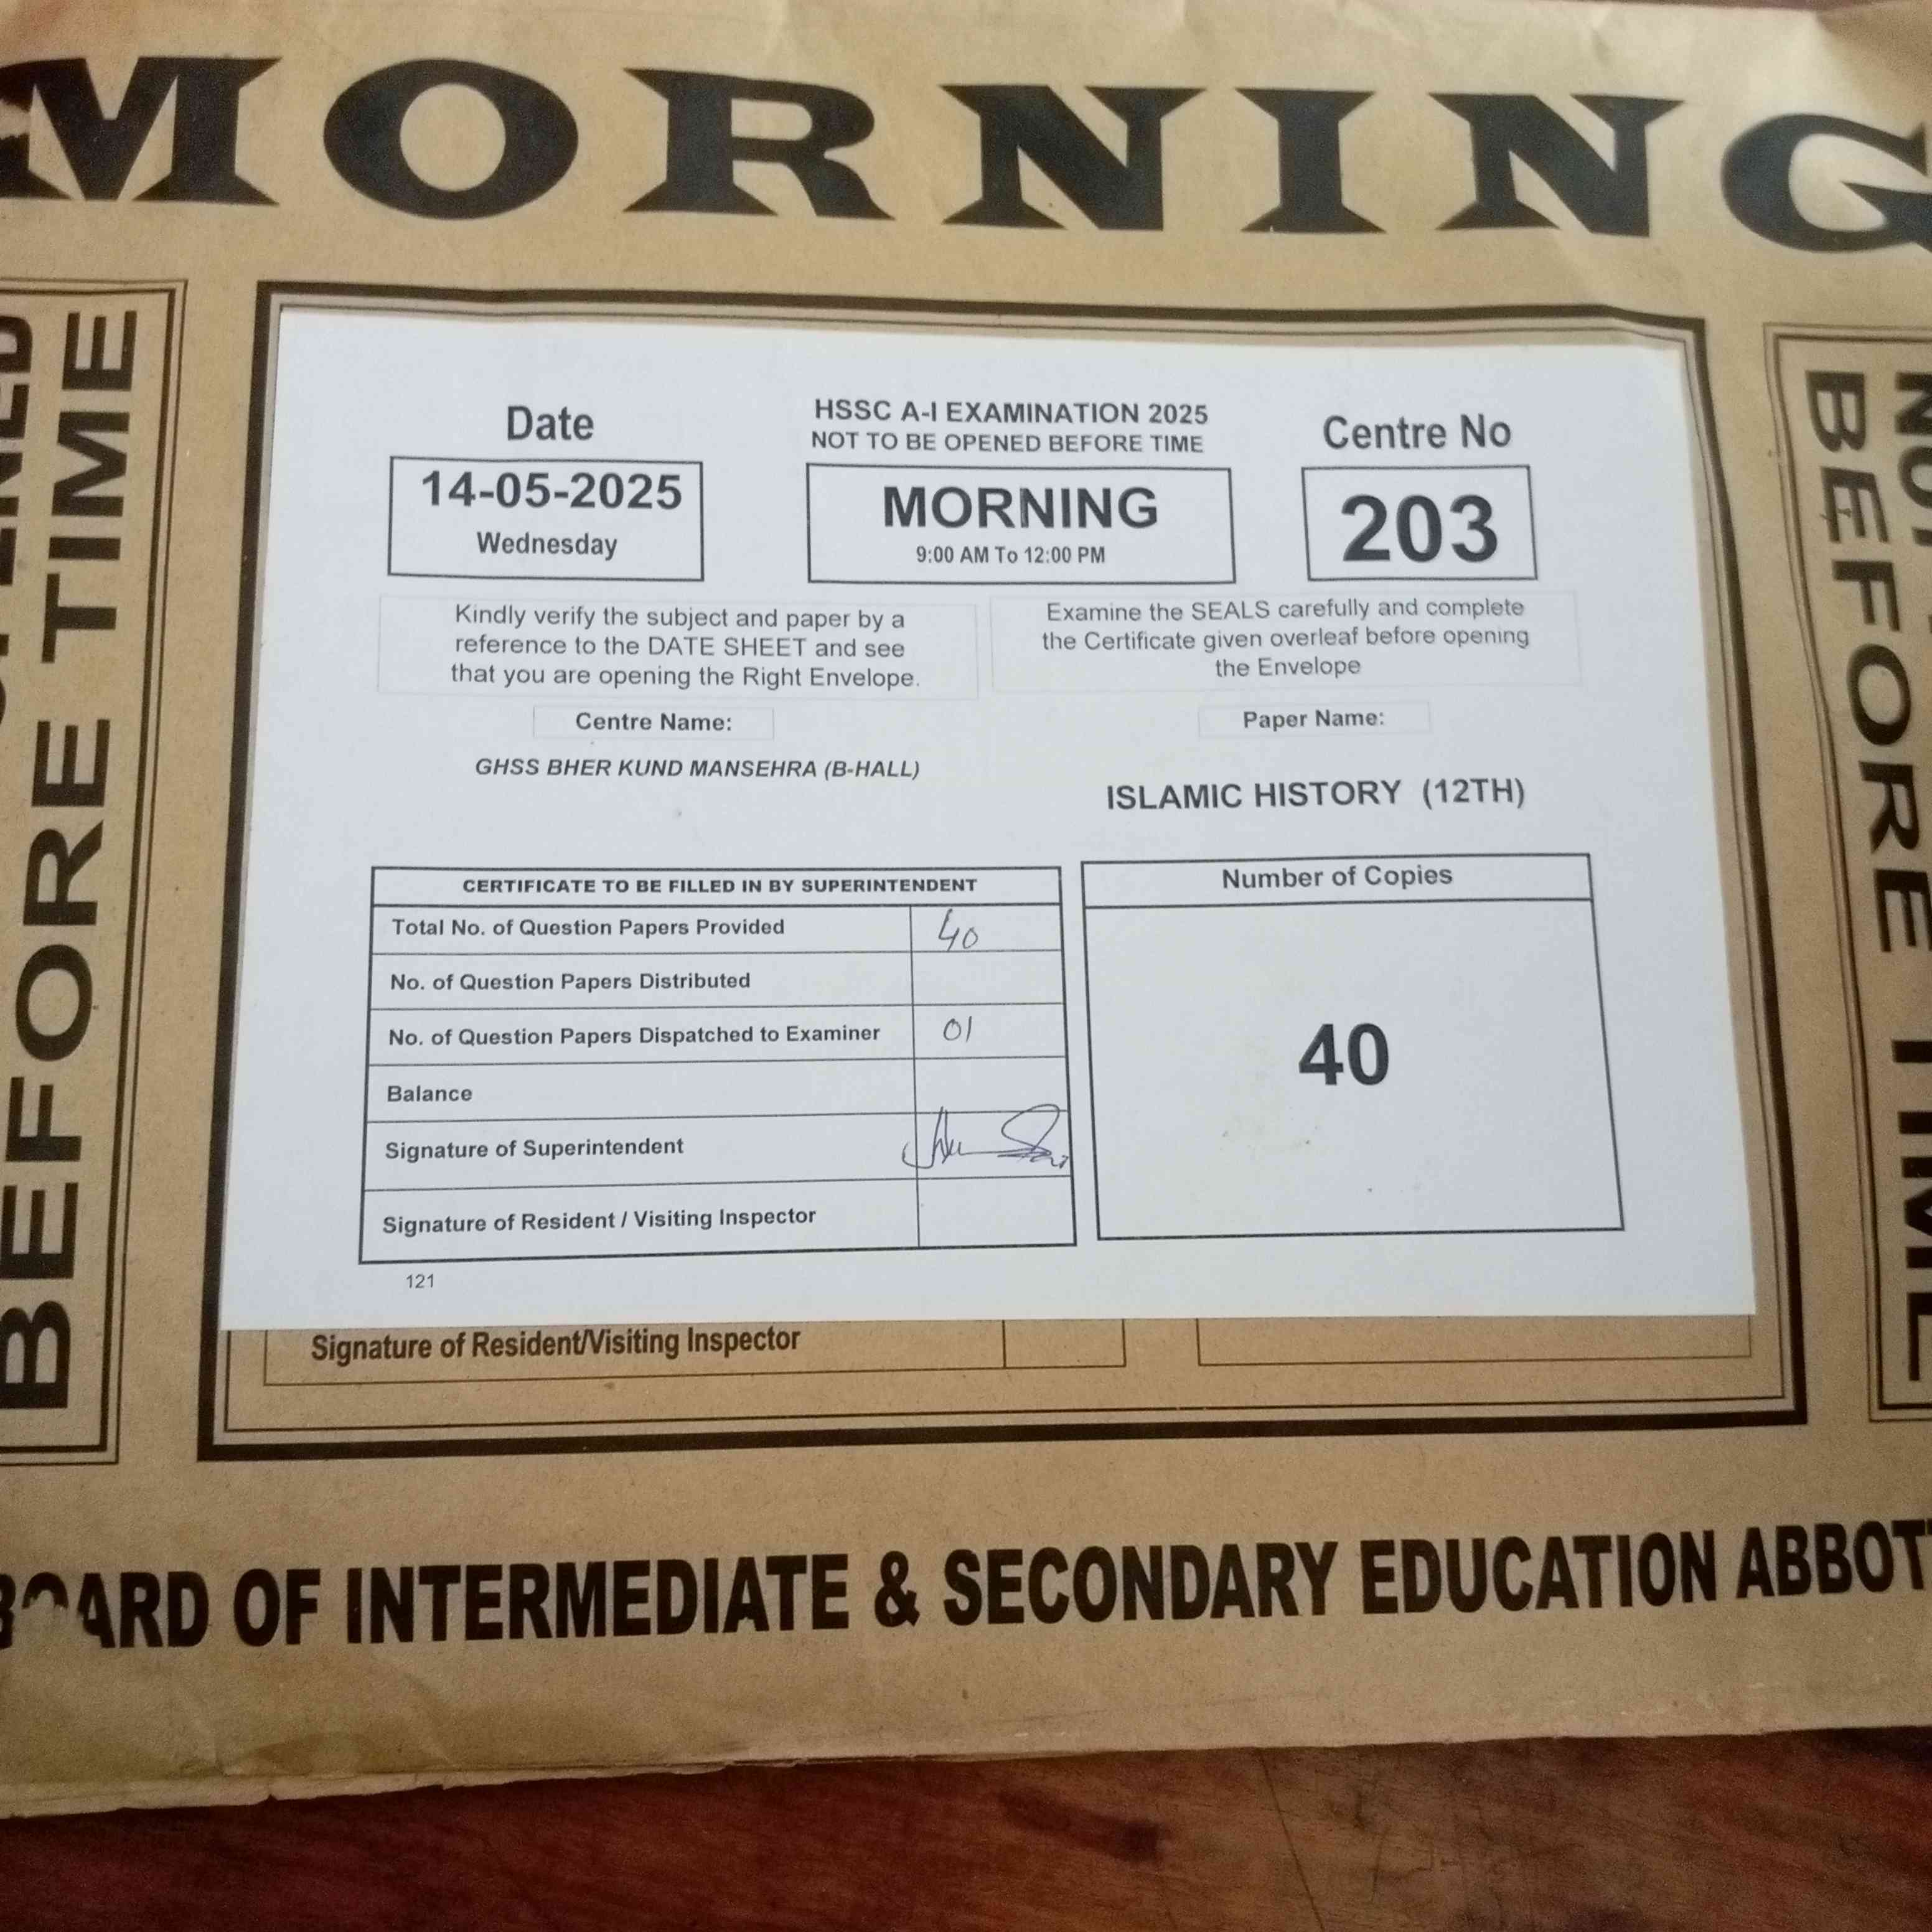 MORNING
BEFORE TIME
Date
14-05-2025
Wednesday
HSSC A-I EXAMINATION 2025
NOT TO BE OPENED BEFORE TIME
MORNING
9:00 AM To 12:00 PM
Centre No
203
Kindly verify the subject and paper by a
reference to the DATE SHEET and see
that you are opening the Right Envelope.
Examine the SEALS carefully and complete
the Certificate given overleaf before opening
the Envelope
Centre Name:
GHSS BHER KUND MANSEHRA (B-HALL)
Paper Name:
ISLAMIC HISTORY (12TH)
CERTIFICATE TO BE FILLED IN BY SUPERINTENDENT
Total No. of Question Papers Provided 40
No. of Question Papers Distributed
No. of Question Papers Dispatched to Examiner 01
Balance
Signature of Superintendent
Signature of Resident / Visiting Inspector
121
Number of Copies
40
Signature of Resident/Visiting Inspector
BEFORE TIME
BOARD OF INTERMEDIATE & SECONDARY EDUCATION ABBOT